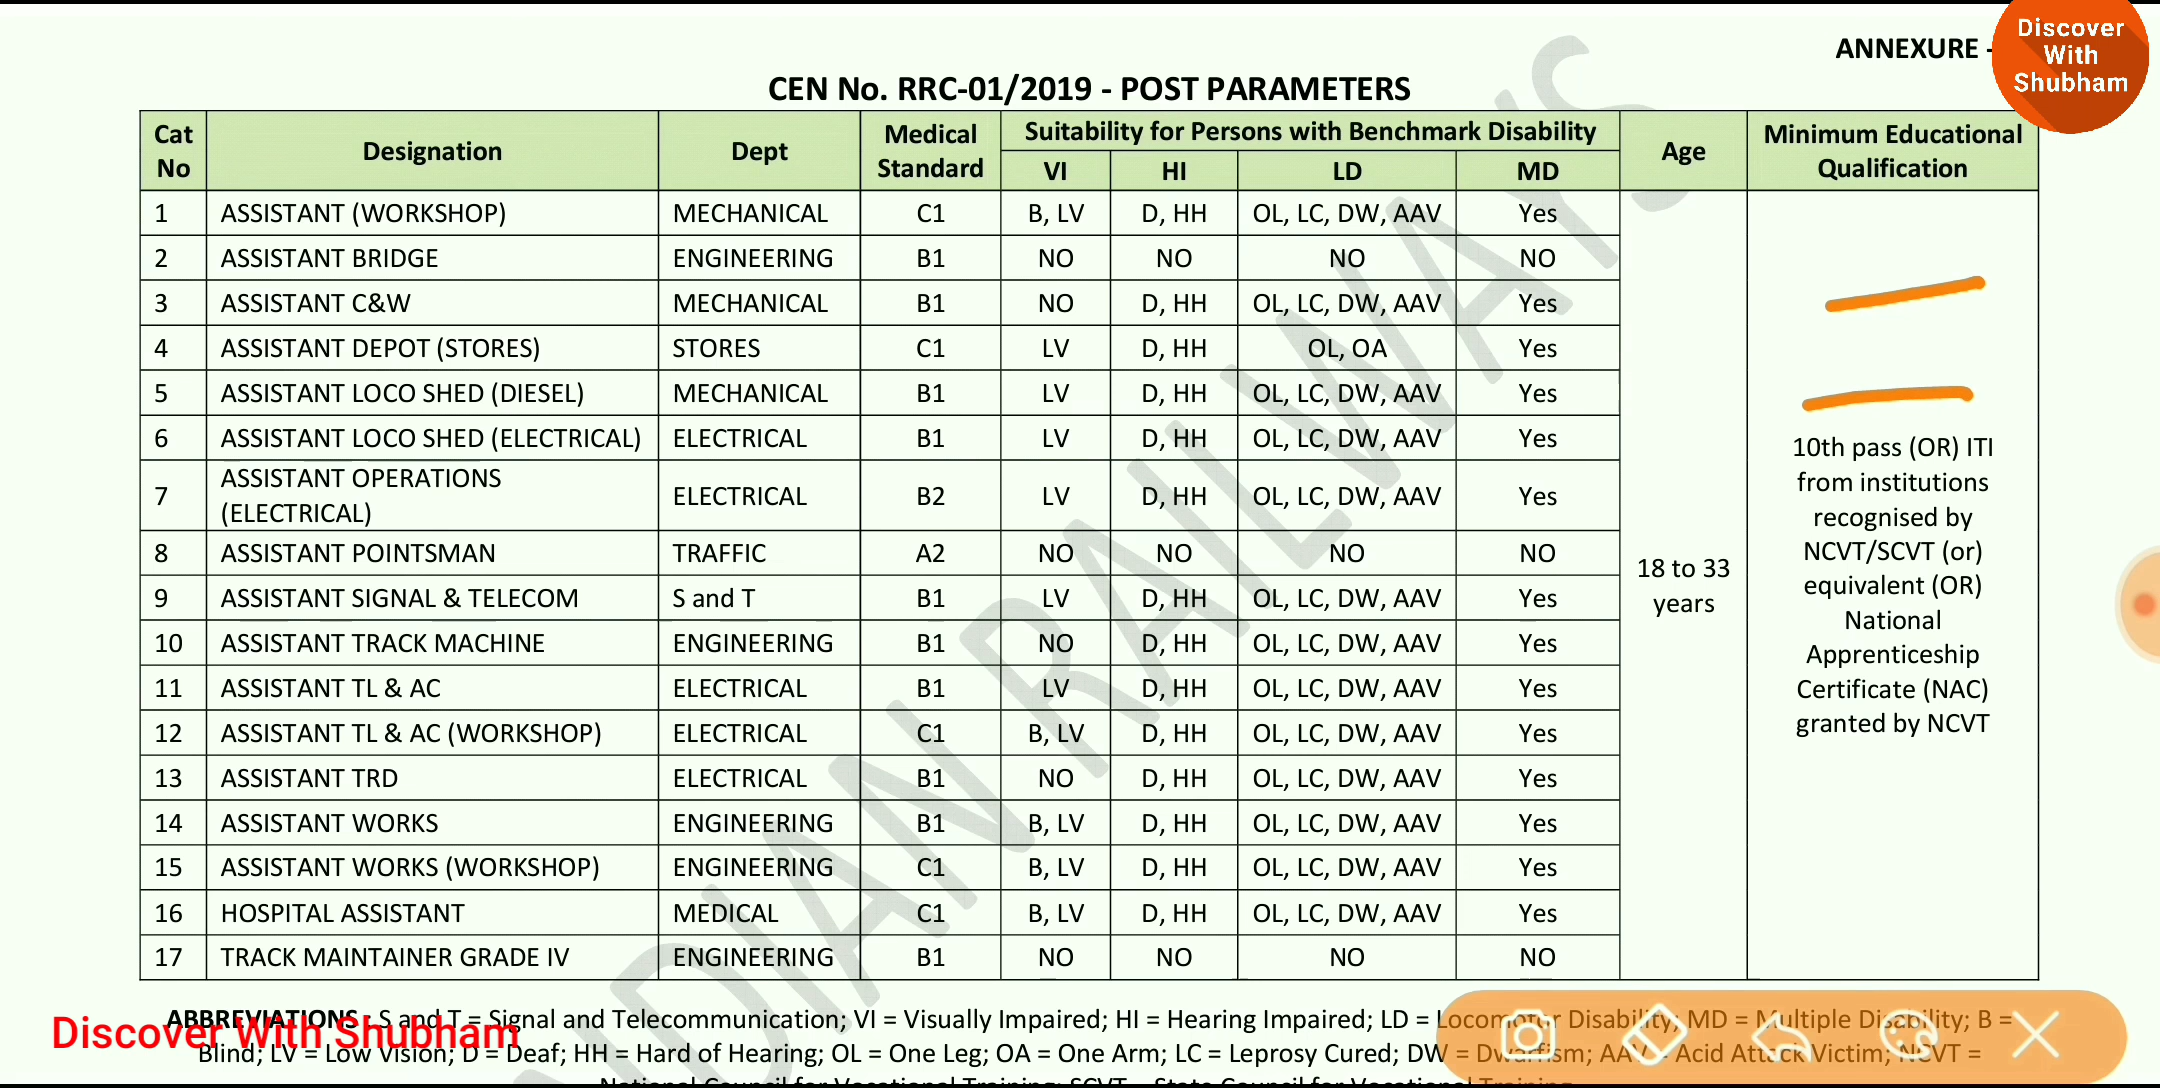 Discover
With
Shubham
ANNEXURE -
CEN No. RRC-01/2019 - POST PARAMETERS
Cat No Designation Dept Medical Standard Suitability for Persons with Benchmark Disability Age Minimum Educational Qualification
VI HI LD MD
1 ASSISTANT (WORKSHOP) MECHANICAL C1 B, LV D, HH OL, LC, DW, AAV Yes
2 ASSISTANT BRIDGE ENGINEERING B1 NO NO NO NO
3 ASSISTANT C&W MECHANICAL B1 NO D, HH OL, LC, DW, AAV Yes
4 ASSISTANT DEPOT (STORES) STORES C1 LV D, HH OL, OA Yes
5 ASSISTANT LOCO SHED (DIESEL) MECHANICAL B1 LV D, HH OL, LC, DW, AAV Yes
6 ASSISTANT LOCO SHED (ELECTRICAL) ELECTRICAL B1 LV D, HH OL, LC, DW, AAV Yes
7 ASSISTANT OPERATIONS (ELECTRICAL) ELECTRICAL B2 LV D, HH OL, LC, DW, AAV Yes
8 ASSISTANT POINTSMAN TRAFFIC A2 NO NO NO NO
9 ASSISTANT SIGNAL & TELECOM S and T B1 LV D, HH OL, LC, DW, AAV Yes
10 ASSISTANT TRACK MACHINE ENGINEERING B1 NO D, HH OL, LC, DW, AAV Yes
11 ASSISTANT TL & AC ELECTRICAL B1 LV D, HH OL, LC, DW, AAV Yes
12 ASSISTANT TL & AC (WORKSHOP) ELECTRICAL C1 B, LV D, HH OL, LC, DW, AAV Yes
13 ASSISTANT TRD ELECTRICAL B1 NO D, HH OL, LC, DW, AAV Yes
14 ASSISTANT WORKS ENGINEERING B1 B, LV D, HH OL, LC, DW, AAV Yes
15 ASSISTANT WORKS (WORKSHOP) ENGINEERING C1 B, LV D, HH OL, LC, DW, AAV Yes
16 HOSPITAL ASSISTANT MEDICAL C1 B, LV D, HH OL, LC, DW, AAV Yes
17 TRACK MAINTAINER GRADE IV ENGINEERING B1 NO NO NO NO
18 to 33
years
10th pass (OR) ITI
from institutions
recognised by
NCVT/SCVT (or)
equivalent (OR)
National
Apprenticeship
Certificate (NAC)
granted by NCVT
INDIAN RAILWAYS
ABBREVIATIONS: S and T = Signal and Telecommunication; VI = Visually Impaired; HI = Hearing Impaired; LD = Locomotor Disability; MD = Multiple Disability; B =
Blind; LV = Low Vision; D = Deaf; HH = Hard of Hearing; OL = One Leg; OA = One Arm; LC = Leprosy Cured; DW = Dwarfism; AAV = Acid Attack Victim; NCVT =
National Council for Vocational Training; SCVT = State Council for Vocational Training
Discover With Shubham